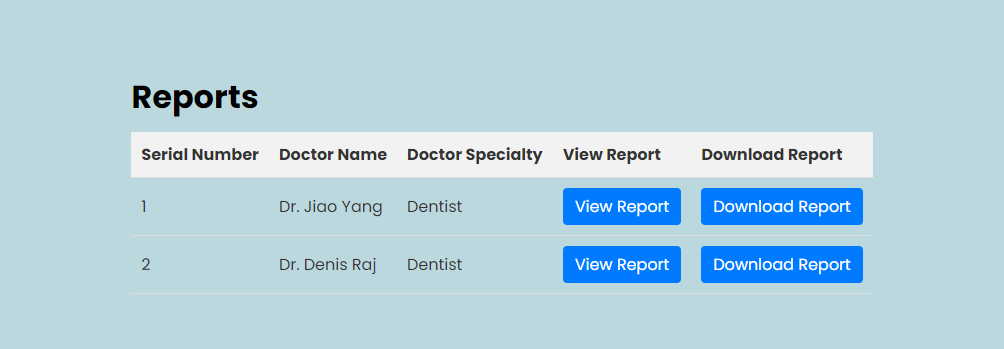 Reports
Serial Number Doctor Name Doctor Specialty View Report Download Report
1 Dr. Jiao Yang Dentist View Report Download Report
2 Dr. Denis Raj Dentist View Report Download Report